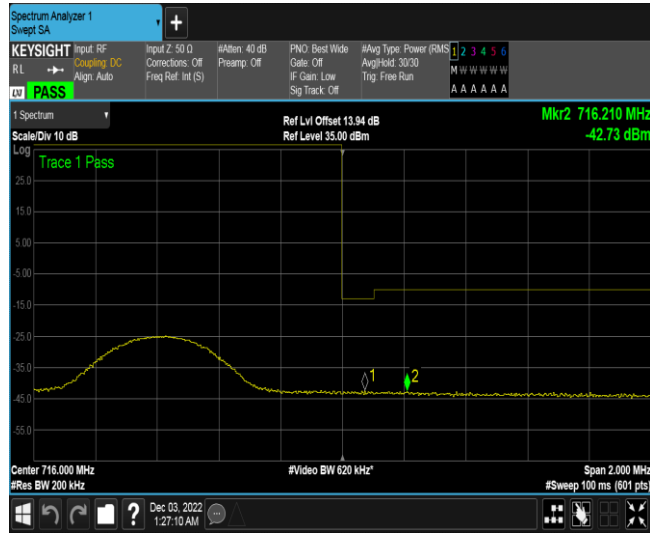 Spectrum Analyzer 1
Swept SA
+
KEYSIGHT
RL
LXI PASS
Input: RF
Coupling: DC
Align: Auto
Input Z: 50 Ω
Corrections: Off
Freq Ref: Int (S)
#Atten: 40 dB
Preamp: Off
PNO: Best Wide
Gate: Off
IF Gain: Low
Sig Track: Off
#Avg Type: Power (RMS
Avg|Hold: 30/30
Trig: Free Run
1 2 3 4 5 6
M W W W W W
A A A A A A
1 Spectrum
Scale/Div 10 dB
Ref Lvl Offset 13.94 dB
Ref Level 35.00 dBm
Mkr2 716.210 MHz
-42.73 dBm
Log
Trace 1 Pass
25.0
15.0
5.00
-5.00
-15.0
-25.0
-35.0
-45.0
-55.0
1
2
Center 716.000 MHz
#Res BW 200 kHz
#Video BW 620 kHz*
Span 2.000 MHz
#Sweep 100 ms (601 pts)
?
Dec 03, 2022
1:27:10 AM